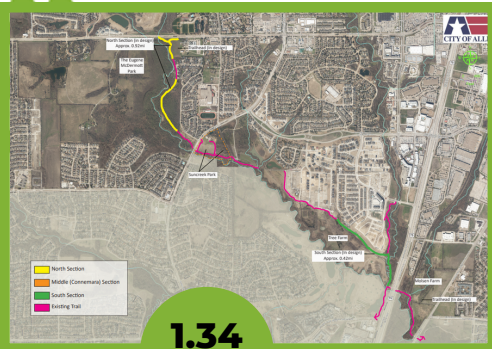 North Section (in design)
Approx. 0.92mi
Trailhead (in design)
The Eugene
McDermott
Park
CITY OF ALL
Suncreek Park
Tree Farm
South Section (in design)
Approx. 0.42mi
Molsen Farm
Trailhead (in design)
North Section
Middle (Connemara) Section
South Section
Existing Trail
1.34